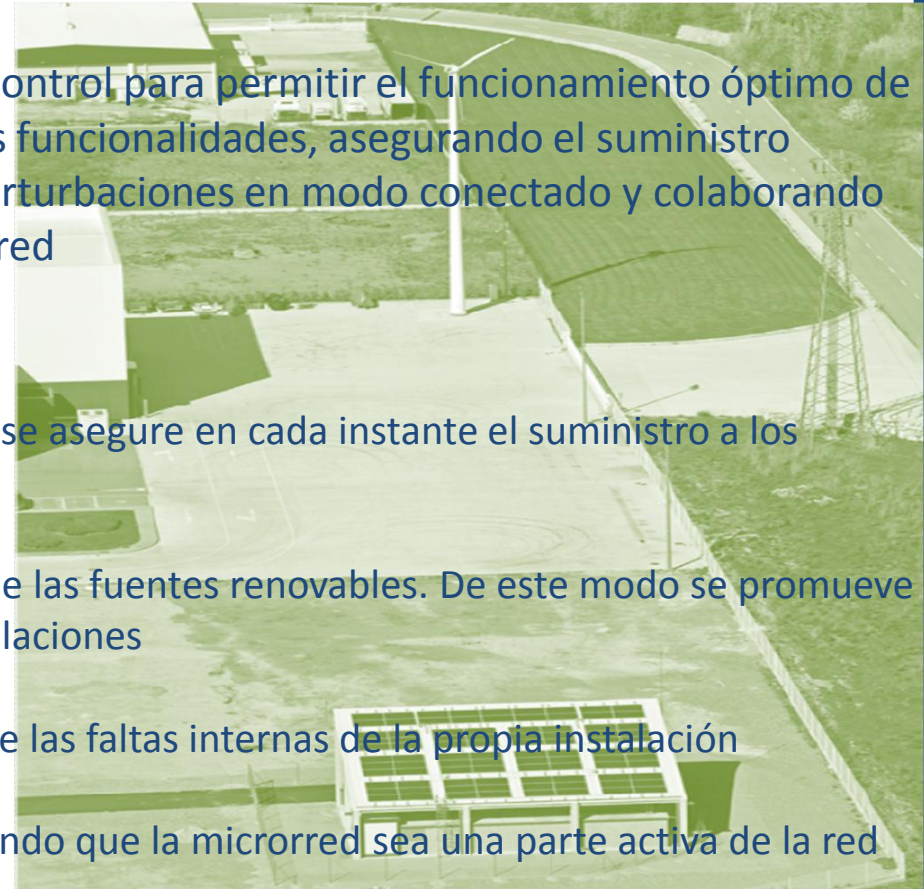 ontrol para permitir el funcionamiento óptimo de
s funcionalidades, asegurando el suministro
rturbaciones en modo conectado y colaborando
red
se asegure en cada instante el suministro a los
e las fuentes renovables. De este modo se promueve
laciones
e las faltas internas de la propia instalación
ndo que la microrred sea una parte activa de la red